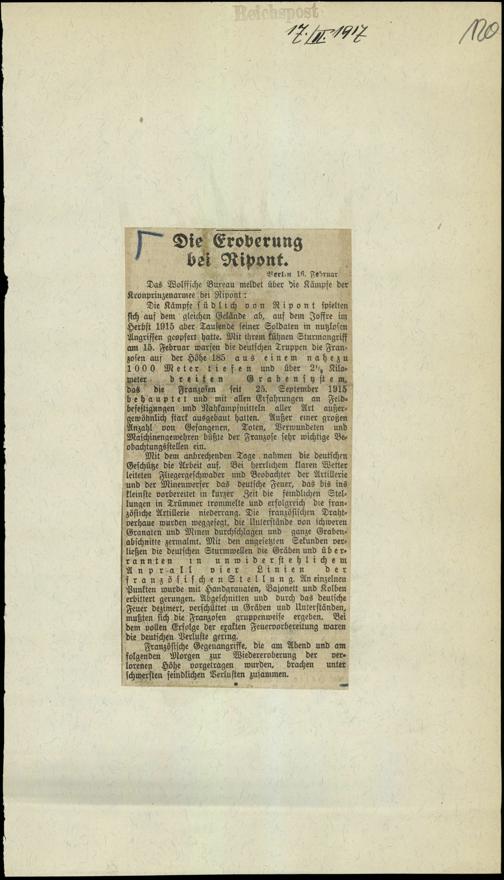 Reichspost
17./II. 1917
120
Die Eroberung
bei Ripont.
Berlin 16. Februar
Das Wolffsche Bureau meldet über die Kämpfe der
Kronprinzenarmee bei Ripont:
Die Kämpfe südlich von Ripont spielten
sich auf dem gleichen Gelände ab, auf dem Joffre im
Herbst 1915 aber Tausende seiner Soldaten in nutzlosen
Angriffen geopfert hatte. Mit ihrem kühnen Sturmangriff
am 15. Februar warfen die deutschen Truppen die Fran-
zosen auf der Höhe 185 aus einem nahezu
1000 Meter tiefen und über 2½ Kilo-
meter breiten Grabensystem,
das die Franzosen seit 25. September 1915
behauptet und mit allen Erfahrungen an Feld-
befestigungen und Nahkampfmitteln aller Art außer-
gewöhnlich stark ausgebaut hatten. Außer einer großen
Anzahl von Gefangenen, Toten, Verwundeten und
Maschinengewehren büßte der Franzose sehr wichtige Be-
obachtungsstellen ein.
Mit dem anbrechenden Tage nahmen die deutschen
Geschütze die Arbeit auf. Bei herrlichem klaren Wetter
leiteten Fliegergeschwader und Beobachter der Artillerie
und der Minenwerfer das deutsche Feuer, das bis ins
kleinste vorbereitet in kurzer Zeit die feindlichen Stel-
lungen in Trümmer trommelte und erfolgreich die fran-
zösische Artillerie niederrang. Die französischen Draht-
verhaue wurden weggefegt, die Unterstände von schweren
Granaten und Minen durchschlagen und ganze Graben-
abschnitte zermalmt. Mit den angesetzten Sekunden ver-
ließen die deutschen Sturmwellen die Gräben und über-
rannten in unwiderstehlichem
Anprall vier Linien der
französischen Stellung. An einzelnen
Punkten wurde mit Handgranaten, Bajonett und Kolben
erbittert gerungen. Abgeschnitten und durch das deutsche
Feuer dezimiert, verschüttet in Gräben und Unterständen,
mußten sich die Franzosen gruppenweise ergeben. Bei
dem vollen Erfolge der exakten Feuervorbereitung waren
die deutschen Verluste gering.
Französische Gegenangriffe, die am Abend und am
folgenden Morgen zur Wiedereroberung der ver-
lorenen Höhe vorgetragen wurden, brachen unter
schwersten feindlichen Verlusten zusammen.